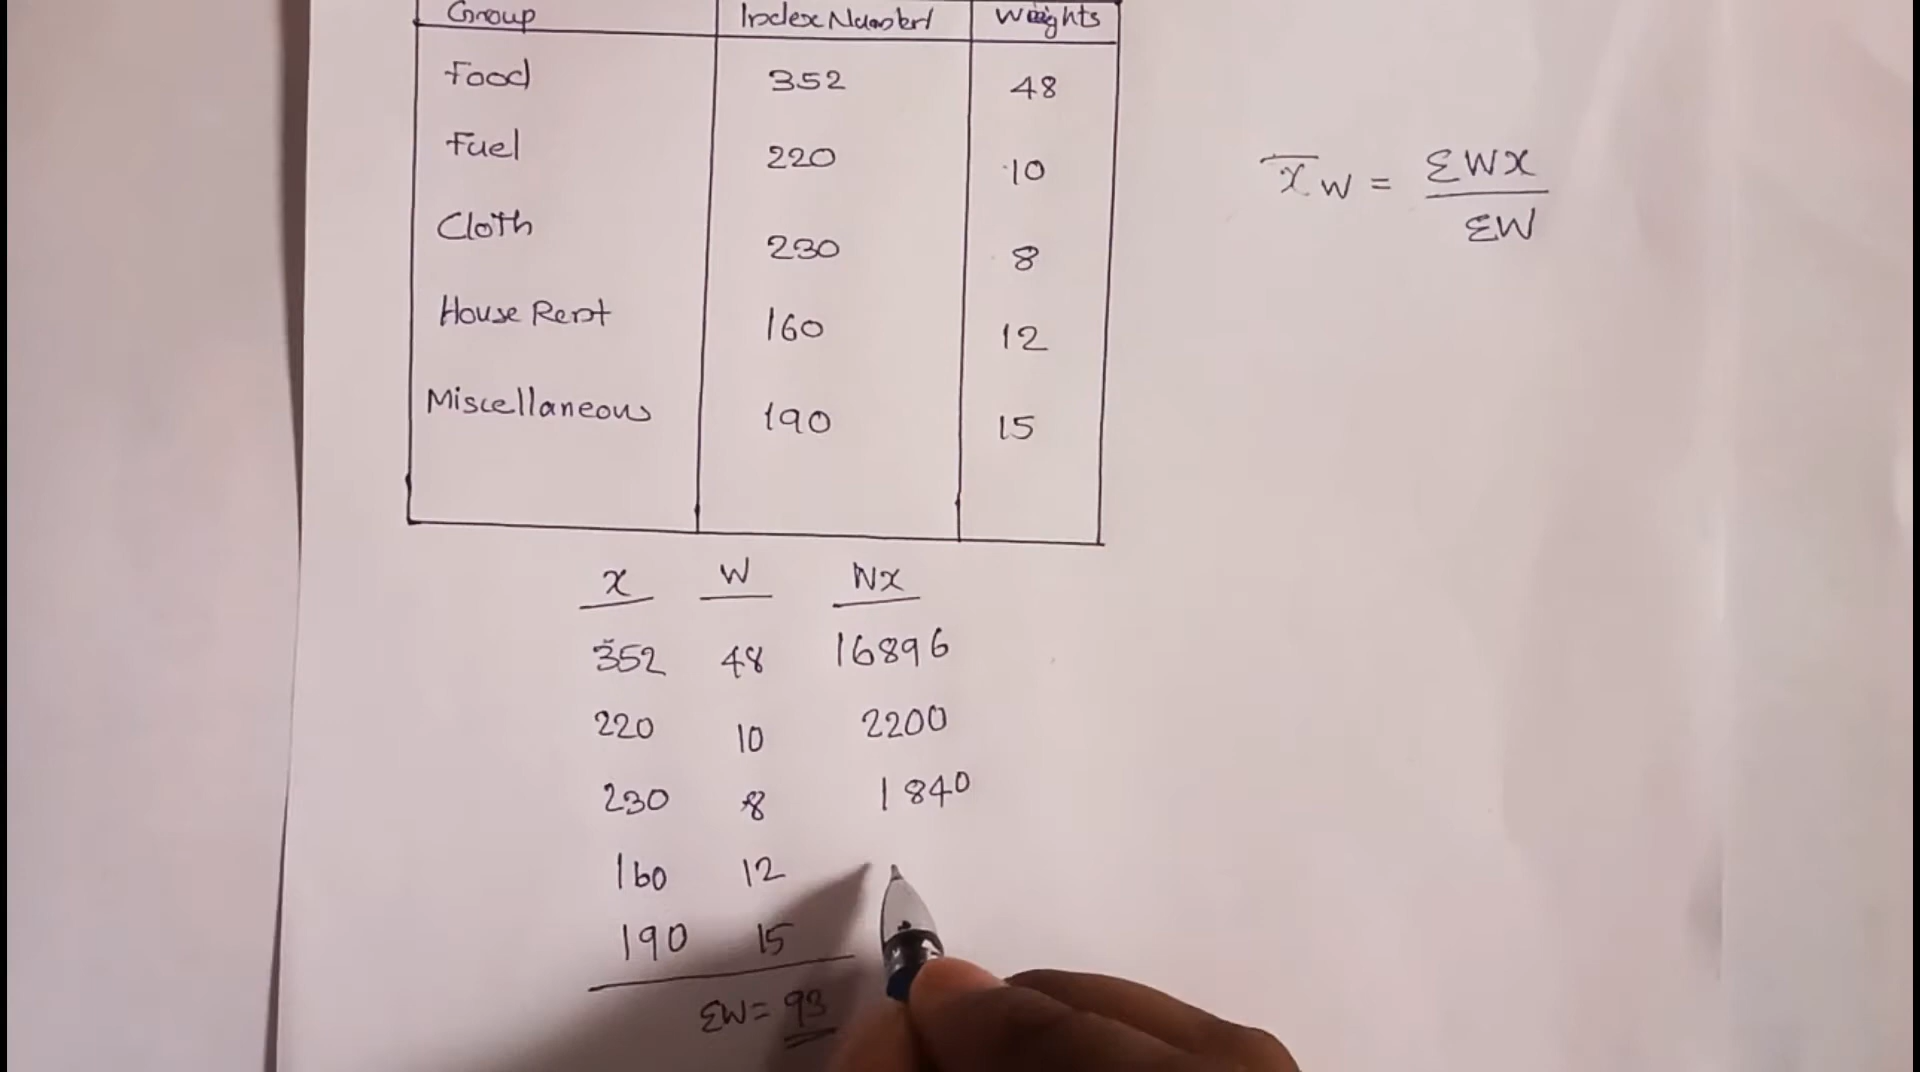 Group Index Number Weights
Food 352 48
Fuel 220 10
Cloth 230 8
House Rent 160 12
Miscellaneous 190 15
x̄w = ΣWx / ΣW
x W Wx
352 48 16896
220 10 2200
230 8 1840
160 12
190 15
ΣW = 93